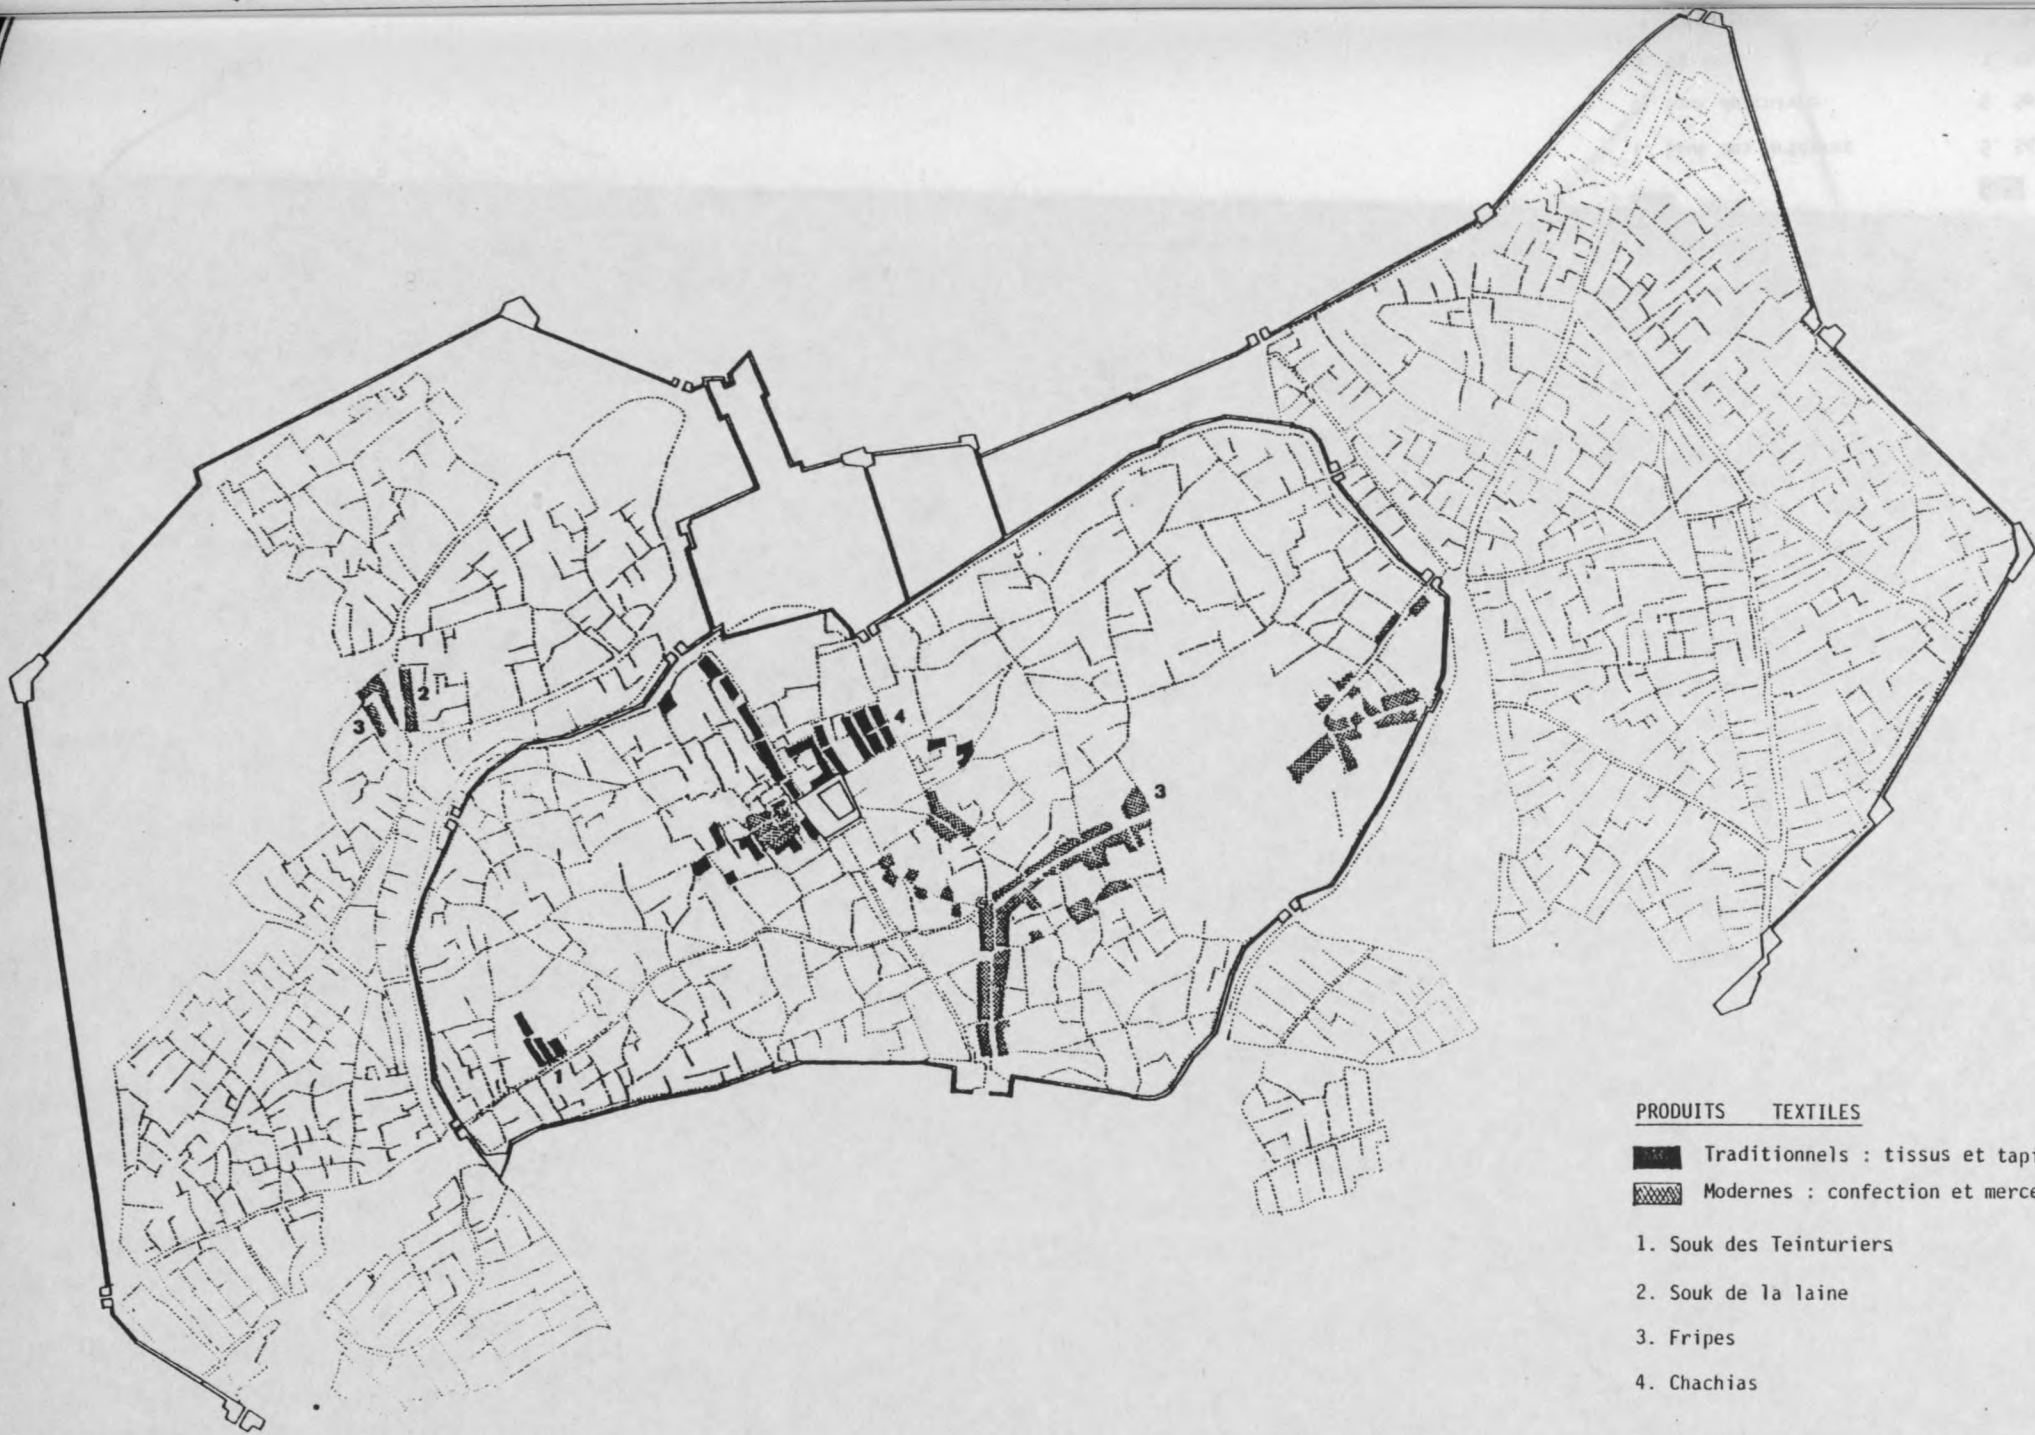 2
3
4
3
1
PRODUITS TEXTILES
Traditionnels : tissus et tapi
Modernes : confection et merce
1. Souk des Teinturiers
2. Souk de la laine
3. Fripes
4. Chachias